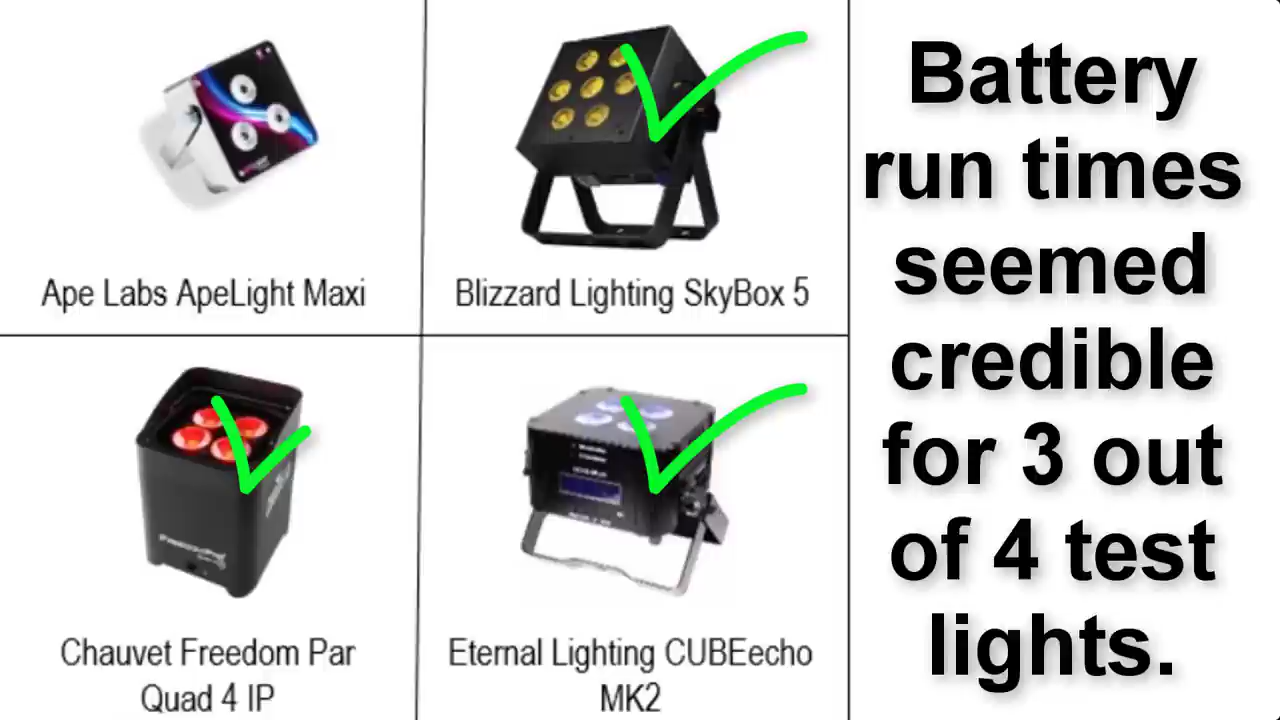 Ape Labs ApeLight Maxi
Blizzard Lighting SkyBox 5
Chauvet Freedom Par
Quad 4 IP
Eternal Lighting CUBEecho
MK2
Battery
run times
seemed
credible
for 3 out
of 4 test
lights.